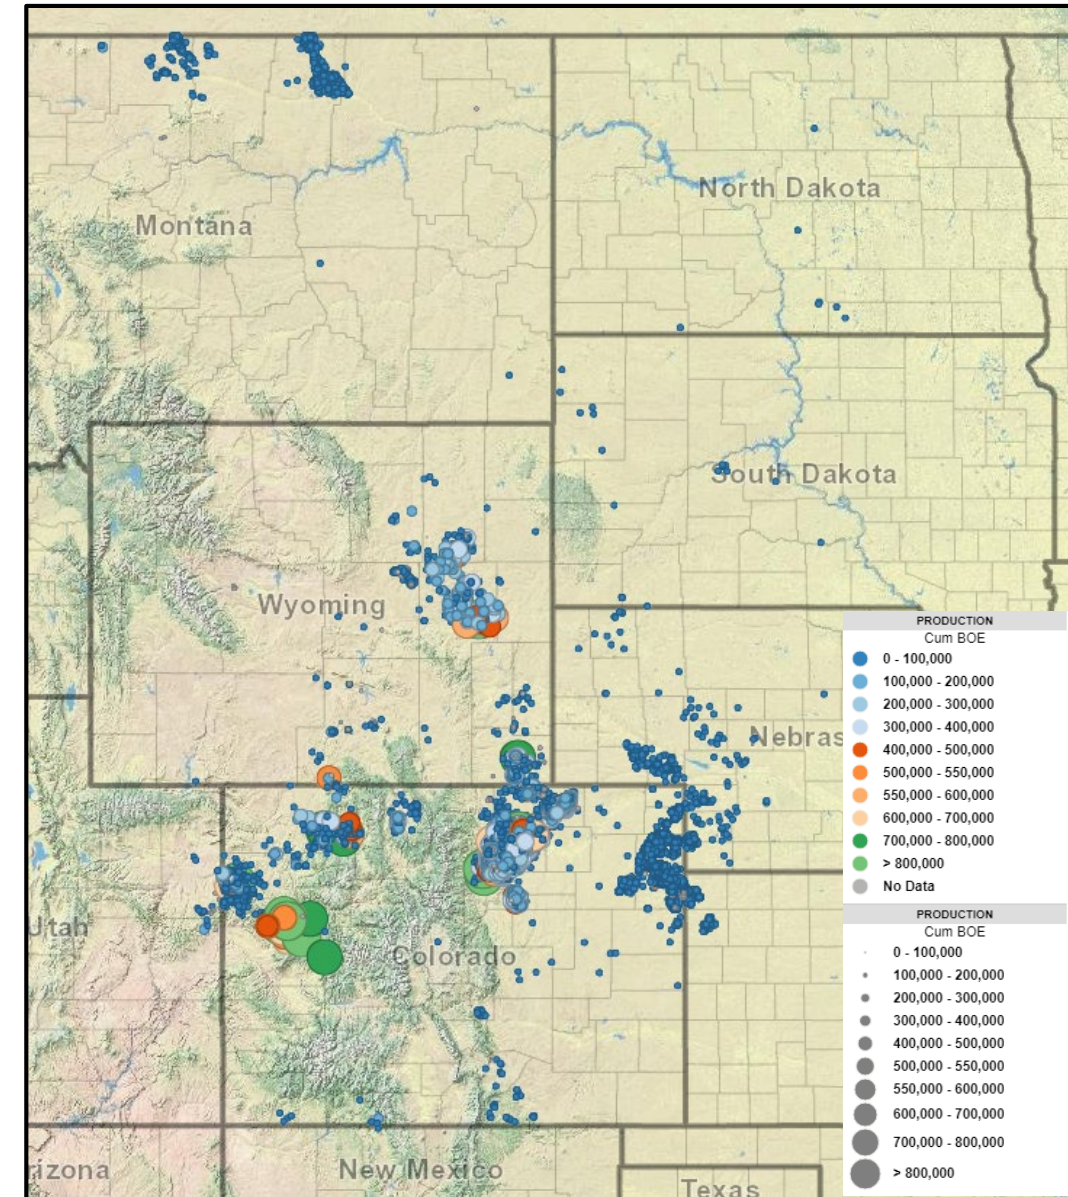 North Dakota
Montana
South Dakota
Wyoming
PRODUCTION
Cum BOE
0 - 100,000
100,000 - 200,000
200,000 - 300,000
300,000 - 400,000
400,000 - 500,000
500,000 - 550,000
550,000 - 600,000
600,000 - 700,000
700,000 - 800,000
> 800,000
No Data
Nebras
PRODUCTION
Cum BOE
0 - 100,000
100,000 - 200,000
200,000 - 300,000
300,000 - 400,000
400,000 - 500,000
500,000 - 550,000
550,000 - 600,000
600,000 - 700,000
700,000 - 800,000
> 800,000
Utah
Colorado
rizona
New Mexico
Texas